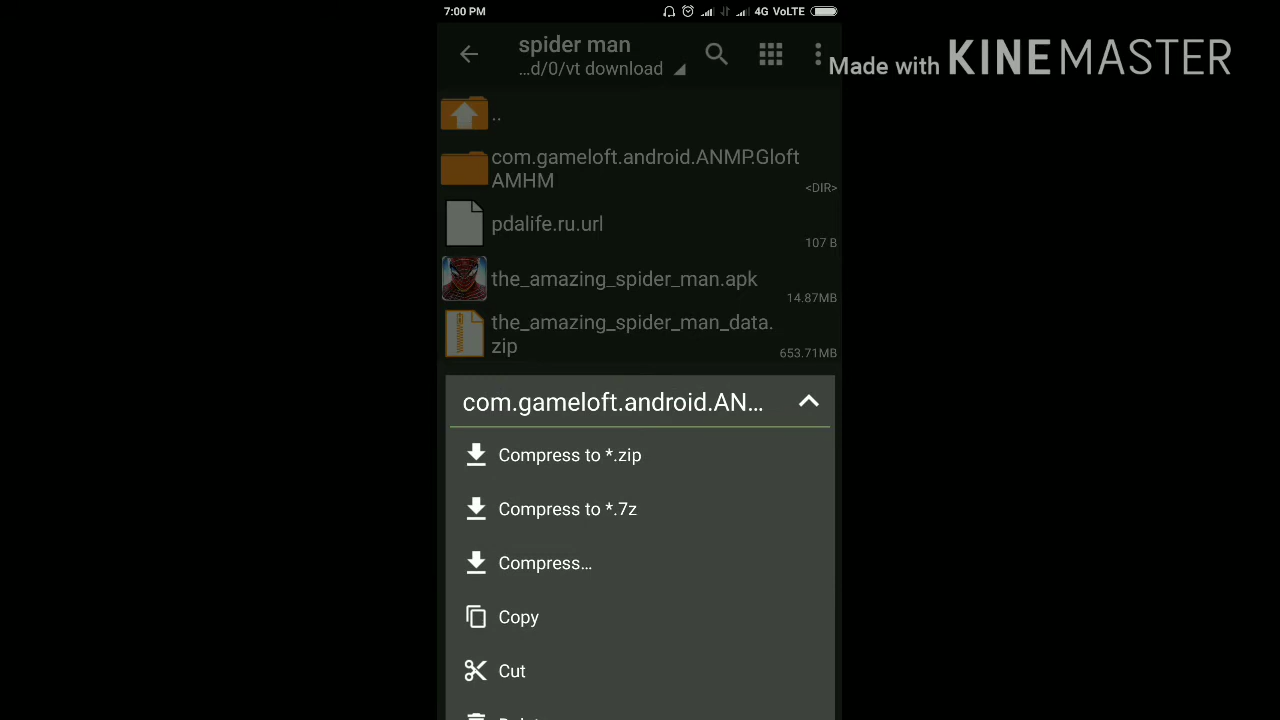 7:00 PM
4G VoLTE
spider man
...d/0/vt download
Made with KINEMASTER
..
com.gameloft.android.ANMP.Gloft
AMHM
<DIR>
pdalife.ru.url
107 B
the_amazing_spider_man.apk
14.87MB
the_amazing_spider_man_data.
zip
653.71MB
com.gameloft.android.AN...
Compress to *.zip
Compress to *.7z
Compress...
Copy
Cut